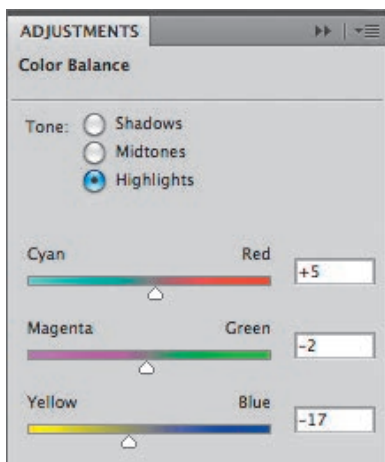 ADJUSTMENTS
Color Balance
Tone: Shadows
Midtones
Highlights
Cyan Red
+5
Magenta Green
-2
Yellow Blue
-17